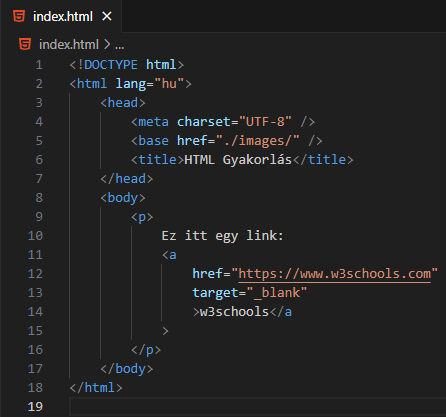 index.html
index.html > ...
1 <!DOCTYPE html>
2 <html lang="hu">
3 <head>
4 <meta charset="UTF-8" />
5 <base href="./images/" />
6 <title>HTML Gyakorlás</title>
7 </head>
8 <body>
9 <p>
10 Ez itt egy link:
11 <a
12 href="https://www.w3schools.com"
13 target="_blank"
14 >w3schools</a
15 >
16 </p>
17 </body>
18 </html>
19